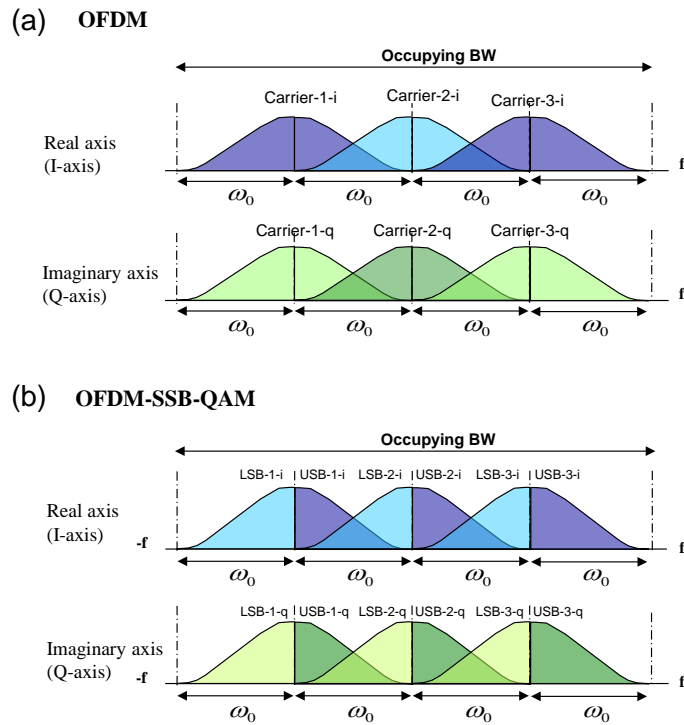 (a) OFDM
Occupying BW
Carrier-1-i Carrier-2-i Carrier-3-i
Real axis
(I-axis)
f
ω₀ ω₀ ω₀ ω₀
Carrier-1-q Carrier-2-q Carrier-3-q
Imaginary axis
(Q-axis)
f
ω₀ ω₀ ω₀ ω₀
(b) OFDM-SSB-QAM
Occupying BW
LSB-1-i USB-1-i LSB-2-i USB-2-i LSB-3-i USB-3-i
Real axis
(I-axis) -f f
ω₀ ω₀ ω₀ ω₀
LSB-1-q USB-1-q LSB-2-q USB-2-q LSB-3-q USB-3-q
Imaginary axis
(Q-axis) -f f
ω₀ ω₀ ω₀ ω₀